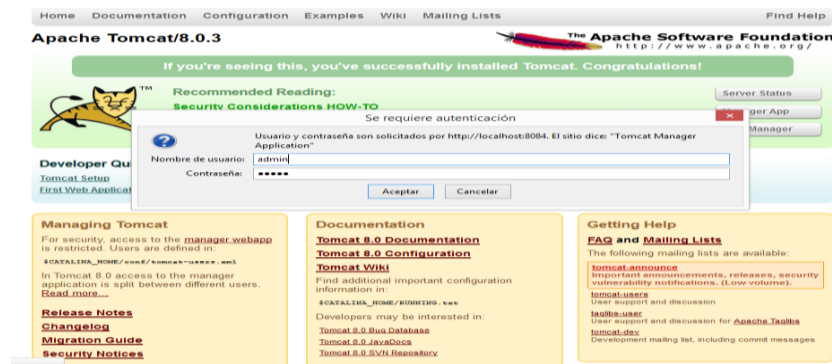 Home Documentation Configuration Examples Wiki Mailing Lists Find Help
Apache Tomcat/8.0.3
The Apache Software Foundation
http://www.apache.org/
If you're seeing this, you've successfully installed Tomcat. Congratulations!
TM
Recommended Reading:
Security Considerations HOW-TO
Server Status
ger App
Manager
Se requiere autenticación
Usuario y contraseña son solicitados por http://localhost:8084. El sitio dice: "Tomcat Manager
Application"
Nombre de usuario: admin
Contraseña: •••••
Aceptar Cancelar
Developer Qu
Tomcat Setup
First Web Applicat
Managing Tomcat
For security, access to the manager webapp
is restricted. Users are defined in:
$CATALINA_HOME/conf/tomcat-users.xml
In Tomcat 8.0 access to the manager
application is split between different users.
Read more...
Release Notes
Changelog
Migration Guide
Security Notices
Documentation
Tomcat 8.0 Documentation
Tomcat 8.0 Configuration
Tomcat Wiki
Find additional important configuration
information in:
$CATALINA_HOME/RUNNING.txt
Developers may be interested in:
Tomcat 8.0 Bug Database
Tomcat 8.0 JavaDocs
Tomcat 8.0 SVN Repository
Getting Help
FAQ and Mailing Lists
The following mailing lists are available:
tomcat-announce
Important announcements, releases, security
vulnerability notifications. (Low volume).
tomcat-users
User support and discussion
taglibs-user
User support and discussion for Apache Taglibs
tomcat-dev
Development mailing list, including commit messages